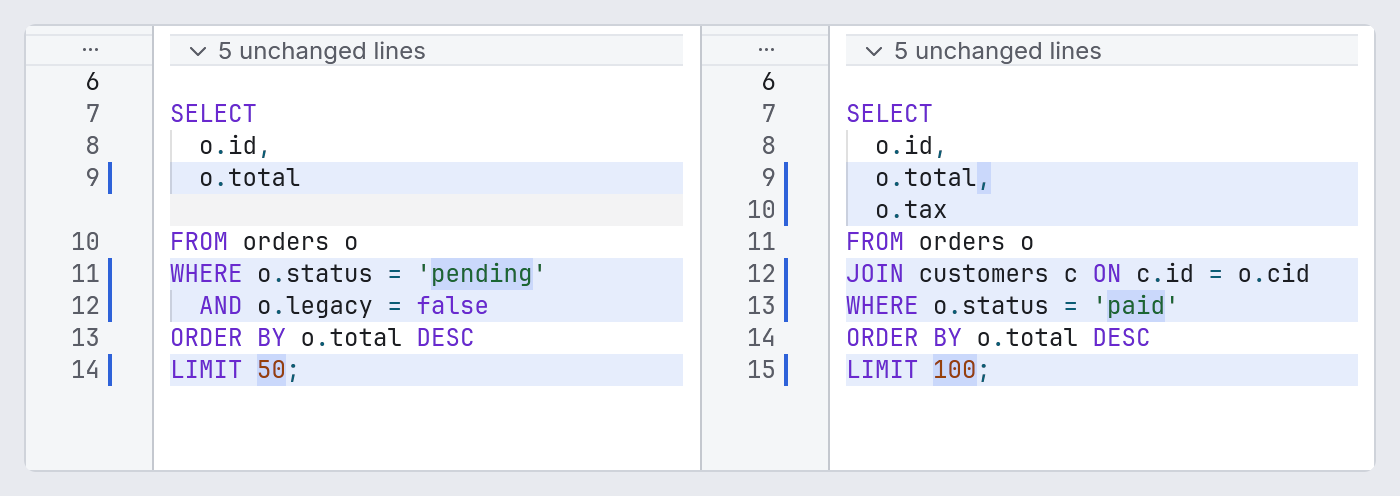 ... 5 unchanged lines
6
7 SELECT
8   o.id,
9   o.total
10 FROM orders o
11 WHERE o.status = 'pending'
12   AND o.legacy = false
13 ORDER BY o.total DESC
14 LIMIT 50;
... 5 unchanged lines
6
7 SELECT
8   o.id,
9   o.total,
10   o.tax
11 FROM orders o
12 JOIN customers c ON c.id = o.cid
13 WHERE o.status = 'paid'
14 ORDER BY o.total DESC
15 LIMIT 100;